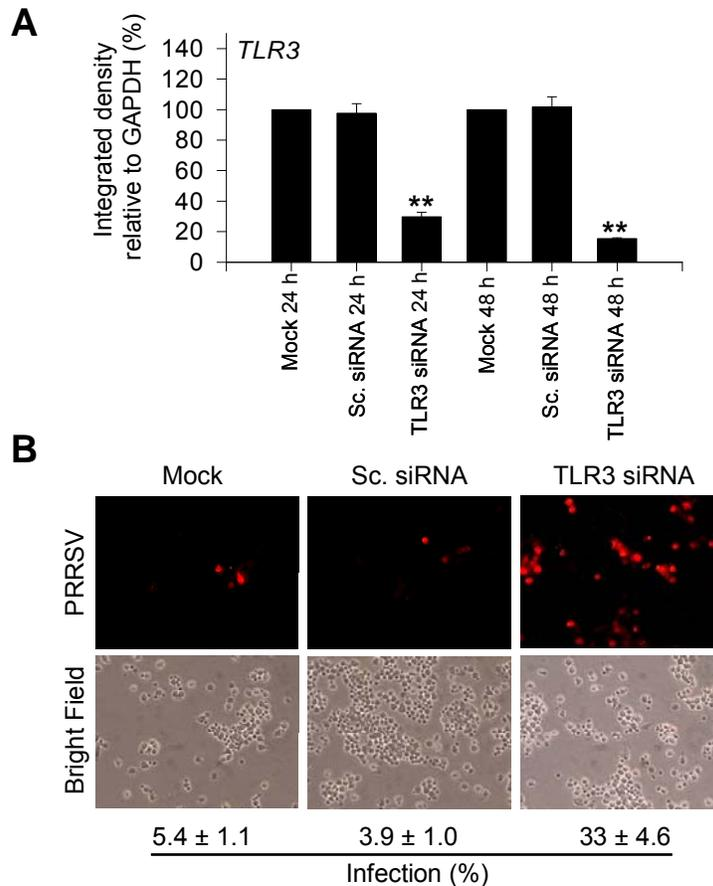 A
TLR3
Integrated density
relative to GAPDH (%)
140
120
100
80
60
40
20
0
**
**
Mock 24 h
Sc. siRNA 24 h
TLR3 siRNA 24 h
Mock 48 h
Sc. siRNA 48 h
TLR3 siRNA 48 h
B
Mock Sc. siRNA TLR3 siRNA
PRRSV
Bright Field
5.4 ± 1.1 3.9 ± 1.0 33 ± 4.6
Infection (%)